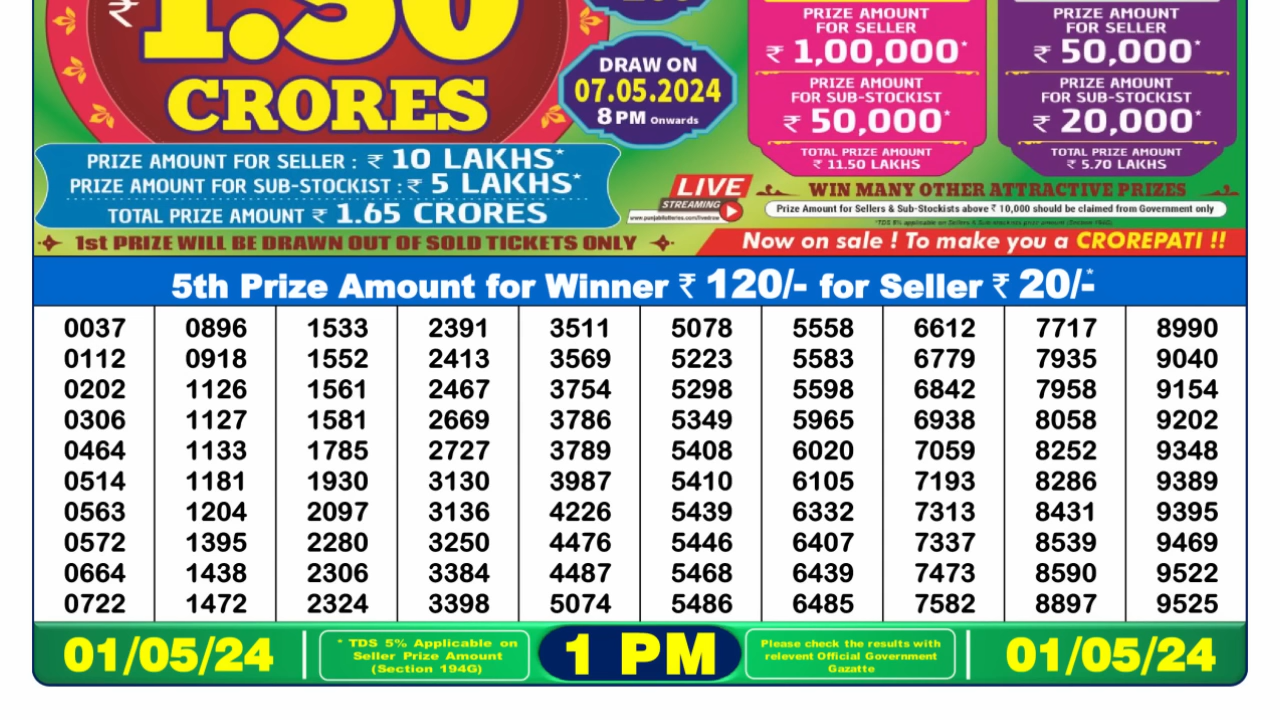 ₹ 1.50
CRORES
PRIZE AMOUNT FOR SELLER : ₹ 10 LAKHS*
PRIZE AMOUNT FOR SUB-STOCKIST : ₹ 5 LAKHS*
TOTAL PRIZE AMOUNT ₹ 1.65 CRORES
DRAW ON
07.05.2024
8 PM Onwards
PRIZE AMOUNT
FOR SELLER
₹ 1,00,000*
PRIZE AMOUNT
FOR SUB-STOCKIST
₹ 50,000*
TOTAL PRIZE AMOUNT
₹ 11.50 LAKHS
PRIZE AMOUNT
FOR SELLER
₹ 50,000*
PRIZE AMOUNT
FOR SUB-STOCKIST
₹ 20,000*
TOTAL PRIZE AMOUNT
₹ 5.70 LAKHS
LIVE
STREAMING
WIN MANY OTHER ATTRACTIVE PRIZES
Prize Amount for Sellers & Sub-Stockists above ₹ 10,000 should be claimed from Government only
1st PRIZE WILL BE DRAWN OUT OF SOLD TICKETS ONLY
Now on sale ! To make you a CROREPATI !!
5th Prize Amount for Winner ₹ 120/- for Seller ₹ 20/-*
0037 0896 1533 2391 3511 5078 5558 6612 7717 8990
0112 0918 1552 2413 3569 5223 5583 6779 7935 9040
0202 1126 1561 2467 3754 5298 5598 6842 7958 9154
0306 1127 1581 2669 3786 5349 5965 6938 8058 9202
0464 1133 1785 2727 3789 5408 6020 7059 8252 9348
0514 1181 1930 3130 3987 5410 6105 7193 8286 9389
0563 1204 2097 3136 4226 5439 6332 7313 8431 9395
0572 1395 2280 3250 4476 5446 6407 7337 8539 9469
0664 1438 2306 3384 4487 5468 6439 7473 8590 9522
0722 1472 2324 3398 5074 5486 6485 7582 8897 9525
01/05/24
* TDS 5% Applicable on
Seller Prize Amount
(Section 194G)
1 PM
Please check the results with
relevent Official Government
Gazatte
01/05/24